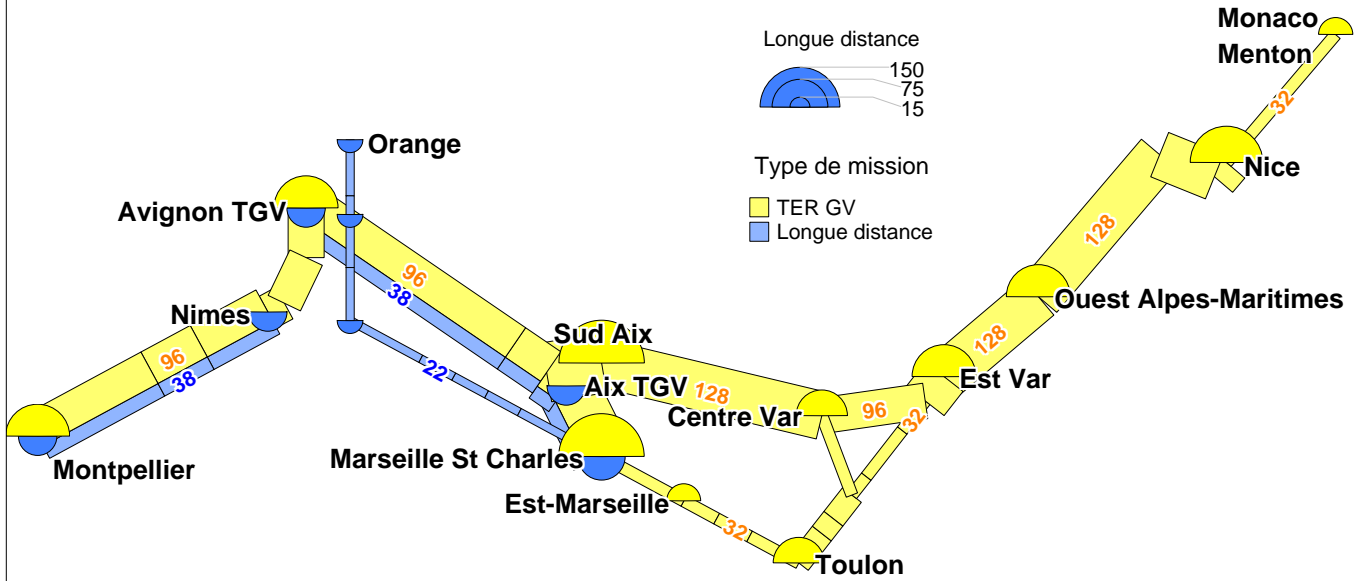 Monaco
Menton
Longue distance
150
75
15
32
Orange
Type de mission
Nice
Avignon TGV
TER GV
Longue distance
128
96
38
Nimes
Ouest Alpes-Maritimes
Sud Aix
128
96
38
22
Aix TGV
128
Est Var
Centre Var
96
32
Montpellier
Marseille St Charles
Est-Marseille
32
Toulon